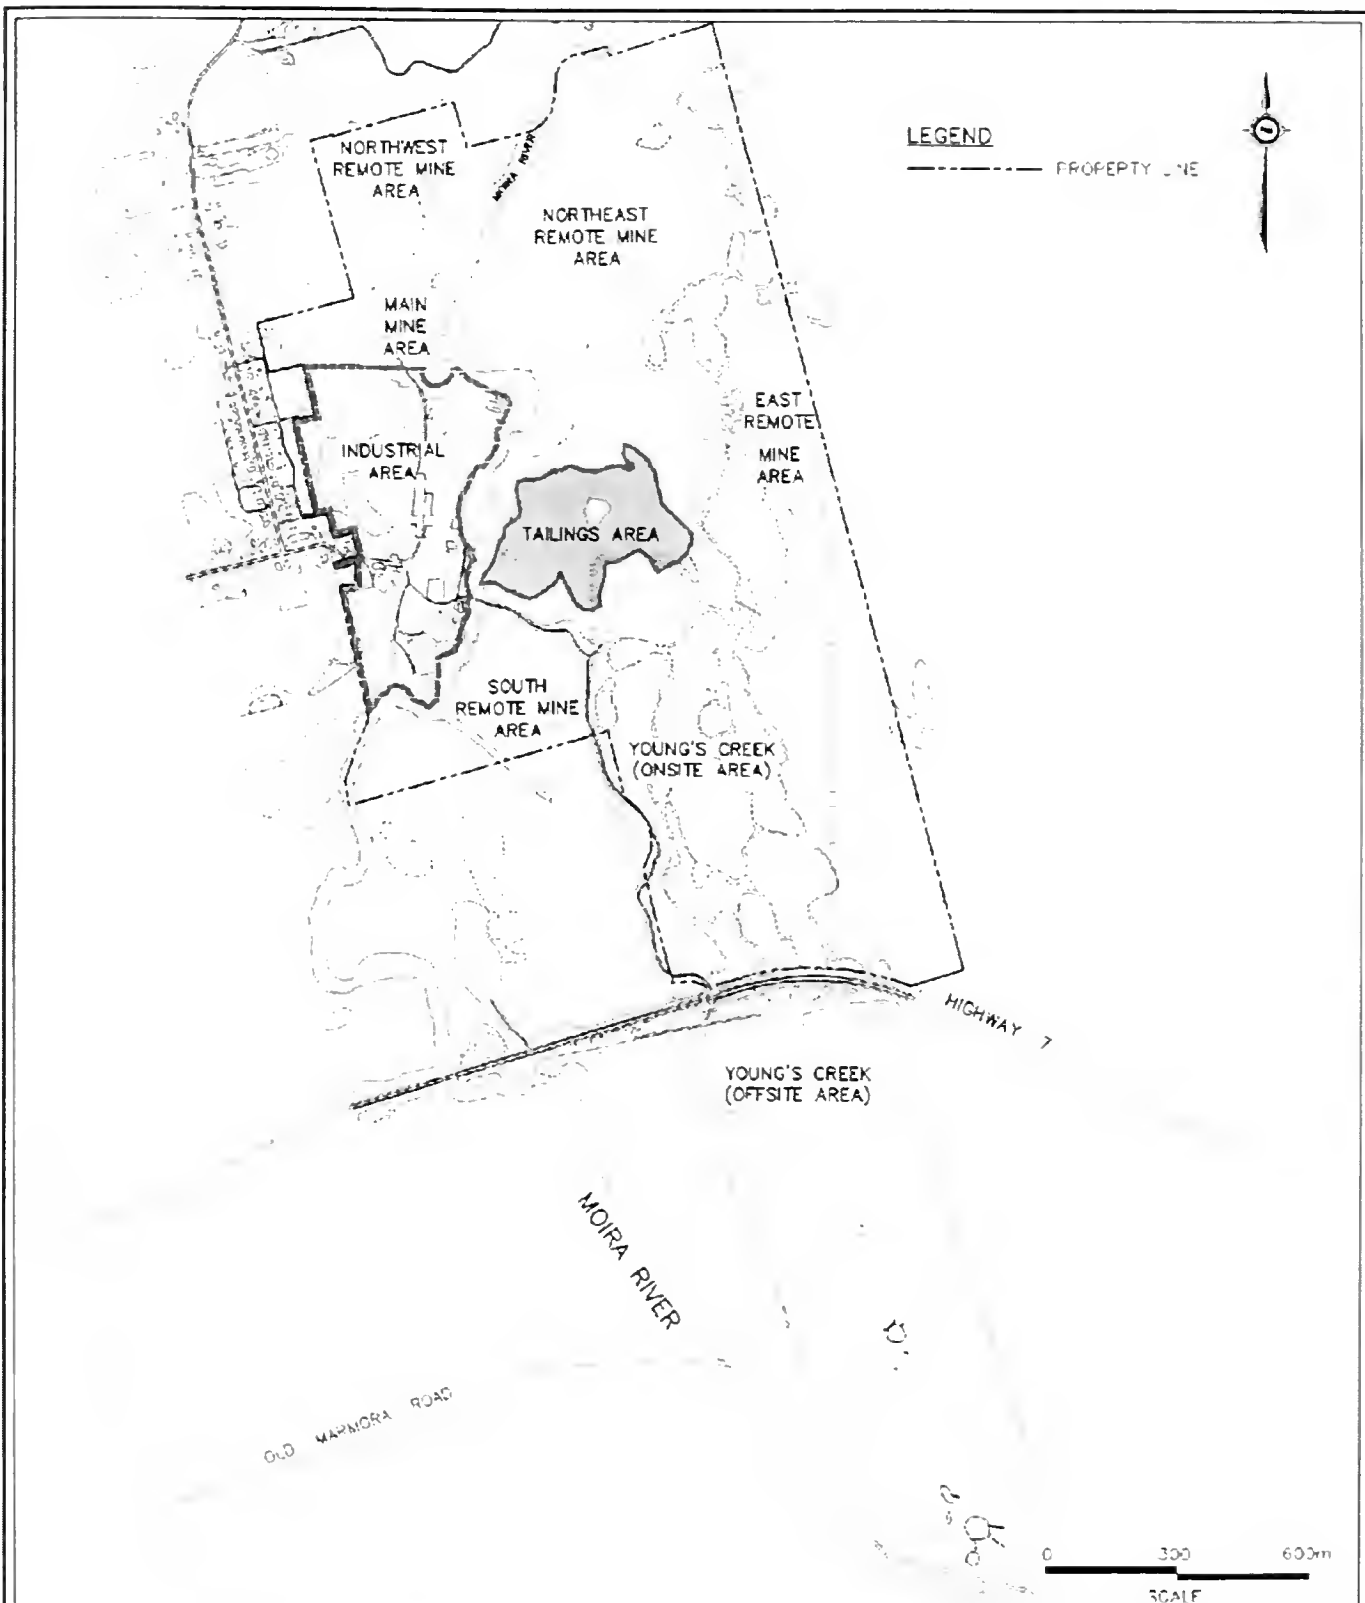 LEGEND
PROPERTY LINE
NORTHWEST
REMOTE MINE
AREA
MOIRA RIVER
NORTHEAST
REMOTE MINE
AREA
MAIN
MINE
AREA
EAST
REMOTE
MINE
AREA
INDUSTRIAL
AREA
TAILINGS AREA
SOUTH
REMOTE MINE
AREA
YOUNG'S CREEK
(ONSITE AREA)
HIGHWAY 7
YOUNG'S CREEK
(OFFSITE AREA)
MOIRA RIVER
OLD MARMORA ROAD
0 300 600m
SCALE